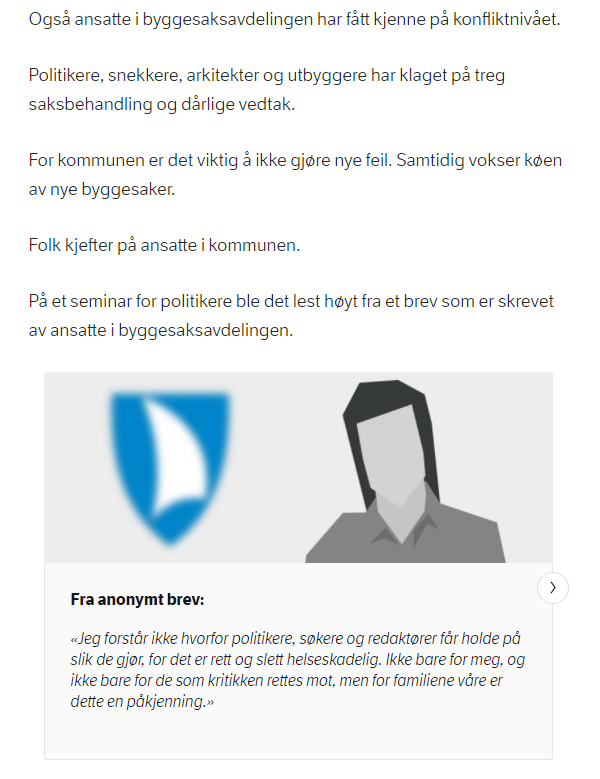 Også ansatte i byggesaksavdelingen har fått kjenne på konfliktnivået.
Politikere, snekkere, arkitekter og utbyggere har klaget på treg
saksbehandling og dårlige vedtak.
For kommunen er det viktig å ikke gjøre nye feil. Samtidig vokser køen
av nye byggesaker.
Folk kjefter på ansatte i kommunen.
På et seminar for politikere ble det lest høyt fra et brev som er skrevet
av ansatte i byggesaksavdelingen.
Fra anonymt brev:
«Jeg forstår ikke hvorfor politikere, søkere og redaktører får holde på
slik de gjør, for det er rett og slett helseskadelig. Ikke bare for meg, og
ikke bare for de som kritikken rettes mot, men for familiene våre er
dette en påkjenning.»